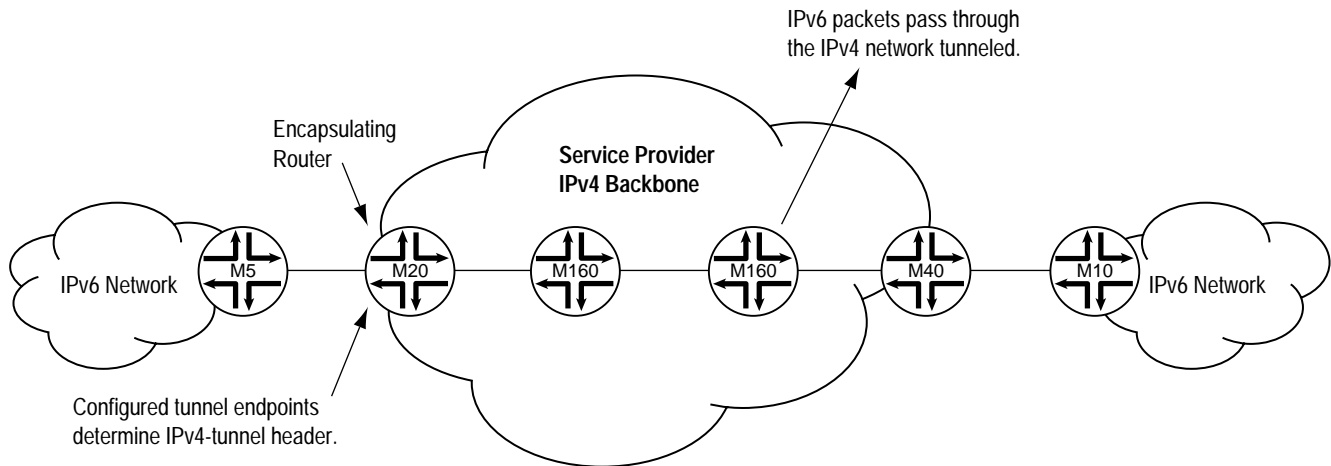 IPv6 packets pass through
the IPv4 network tunneled.
Encapsulating
Router
Service Provider
IPv4 Backbone
IPv6 Network
M5
M20
M160
M160
M40
M10
IPv6 Network
Configured tunnel endpoints
determine IPv4-tunnel header.